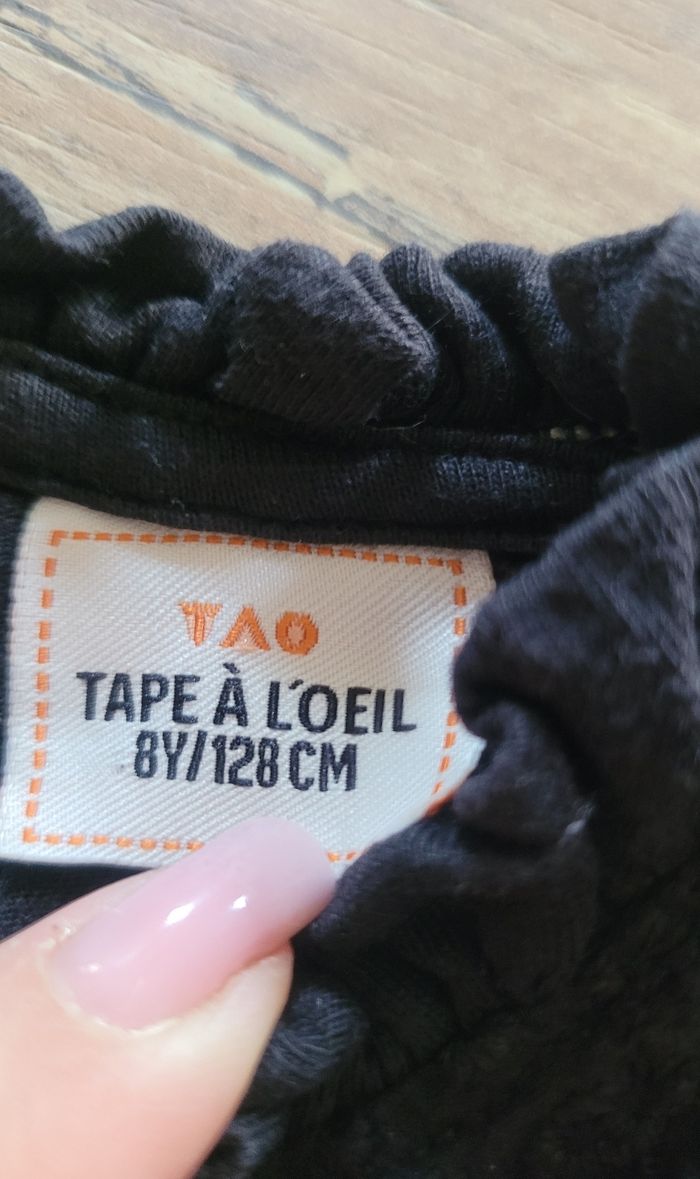 TAO
TAPE À L'OEIL
8Y/128 CM